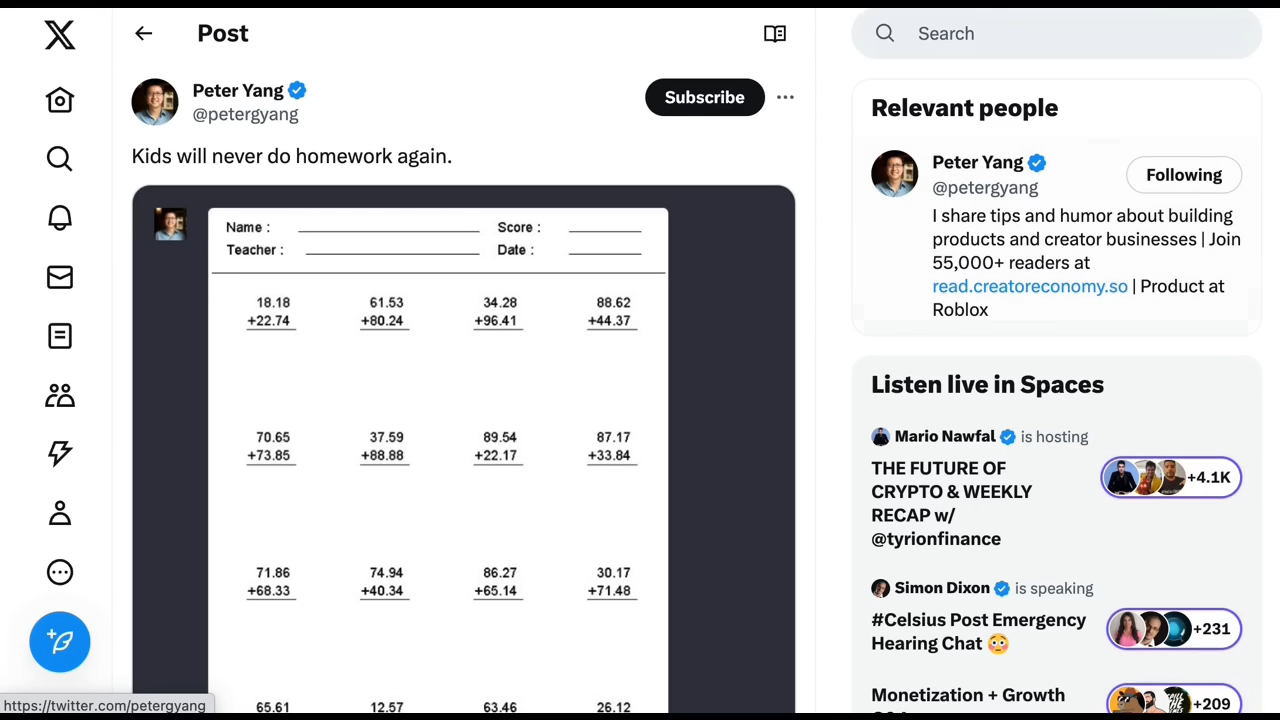 Post
Peter Yang
@petergyang
Subscribe
Kids will never do homework again.
Name : Score :
Teacher : Date :
18.18 61.53 34.28 88.62
+22.74 +80.24 +96.41 +44.37
70.65 37.59 89.54 87.17
+73.85 +88.88 +22.17 +33.84
71.86 74.94 86.27 30.17
+68.33 +40.34 +65.14 +71.48
65.61 12.57 63.46 26.12
https://twitter.com/petergyang
Search
Relevant people
Peter Yang
@petergyang
Following
I share tips and humor about building
products and creator businesses | Join
55,000+ readers at
read.creatoreconomy.so | Product at
Roblox
Listen live in Spaces
Mario Nawfal is hosting
THE FUTURE OF
CRYPTO & WEEKLY
RECAP w/
@tyrionfinance
+4.1K
Simon Dixon is speaking
#Celsius Post Emergency
Hearing Chat 😳
+231
Monetization + Growth
+209